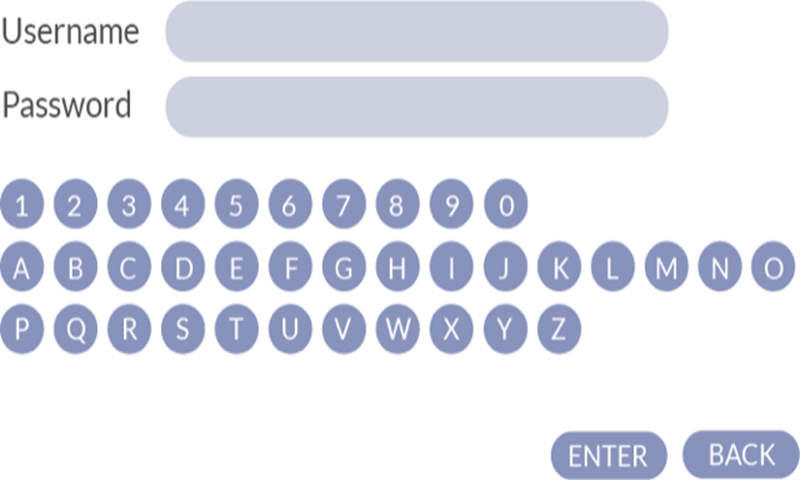 Username
Password
1 2 3 4 5 6 7 8 9 0
A B C D E F G H I J K L M N O
P Q R S T U V W X Y Z
ENTER BACK